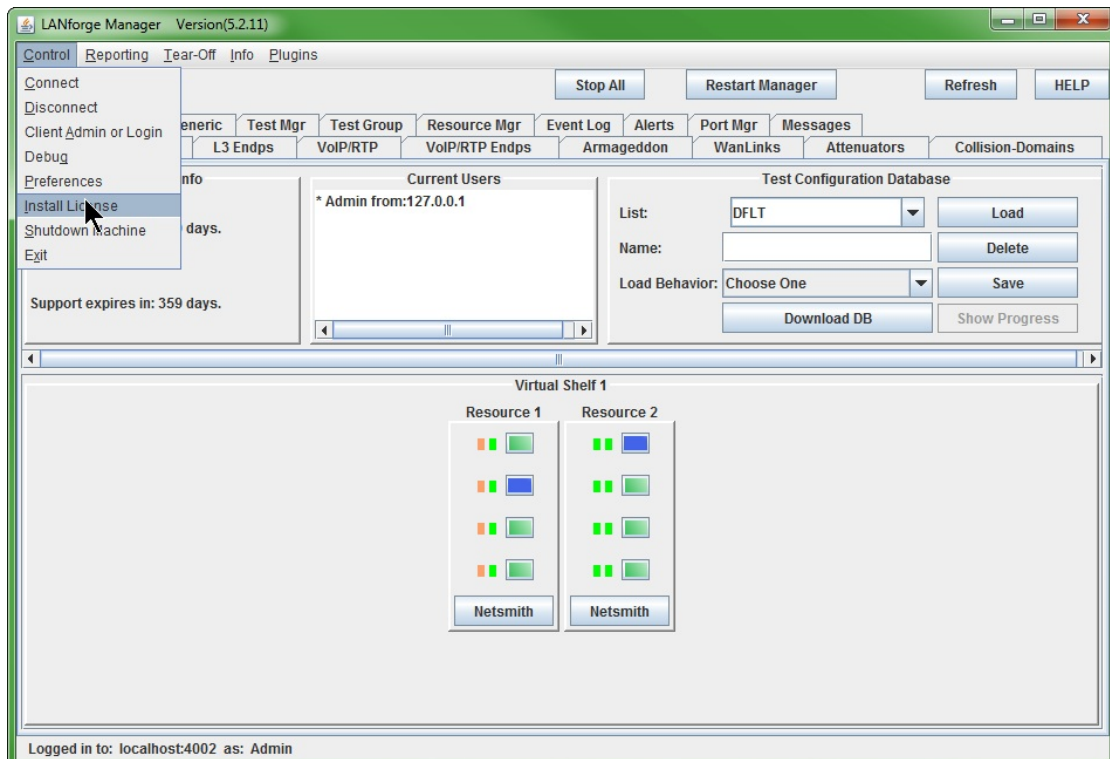 LANforge Manager Version(5.2.11)
Control Reporting Tear-Off Info Plugins
Connect
Disconnect
Client Admin or Login
Debug
Preferences
Install License
Shutdown Machine
Exit
Stop All Restart Manager Refresh HELP
Test Mgr Test Group Resource Mgr Event Log Alerts Port Mgr Messages
L3 Endps VoIP/RTP VoIP/RTP Endps Armageddon WanLinks Attenuators Collision-Domains
nfo
days.
Support expires in: 359 days.
Current Users
* Admin from:127.0.0.1
Test Configuration Database
List: DFLT Load
Name: Delete
Load Behavior: Choose One Save
Download DB Show Progress
Virtual Shelf 1
Resource 1 Resource 2
Netsmith Netsmith
Logged in to: localhost:4002 as: Admin